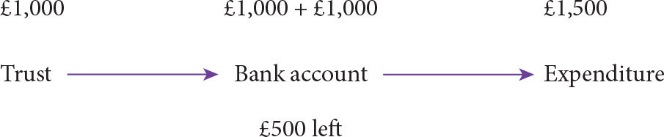 £1,000 £1,000 + £1,000 £1,500
Trust Bank account Expenditure
£500 left